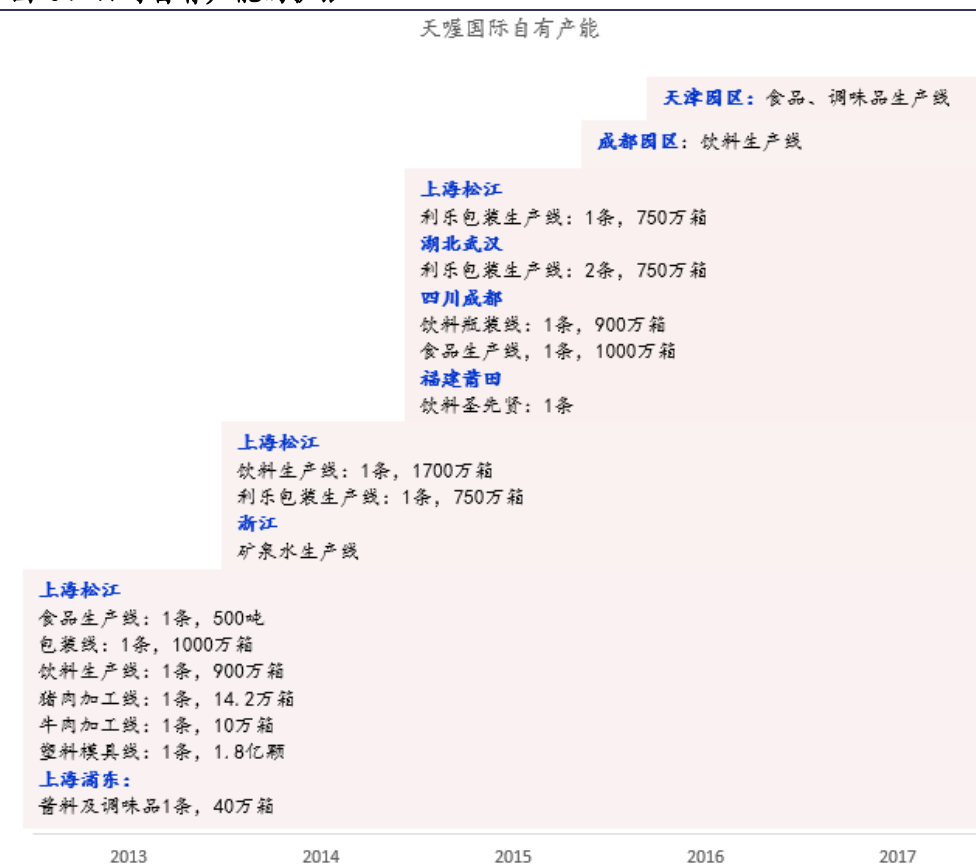 天喔国际自有产能
天津园区：食品、调味品生产线
成都园区：饮料生产线
上海松江
利乐包装生产线：1条，750万箱
湖北武汉
利乐包装生产线：2条，750万箱
四川成都
饮料瓶装线：1条，900万箱
食品生产线，1条，1000万箱
福建莆田
饮料圣先贤：1条
上海松江
饮料生产线：1条，1700万箱
利乐包装生产线：1条，750万箱
浙江
矿泉水生产线
上海松江
食品生产线：1条，500吨
包装线：1条，1000万箱
饮料生产线：1条，900万箱
猪肉加工线：1条，14.2万箱
牛肉加工线：1条，10万箱
塑料模具线：1条，1.8亿颗
上海浦东：
酱料及调味品1条，40万箱
2013 2014 2015 2016 2017